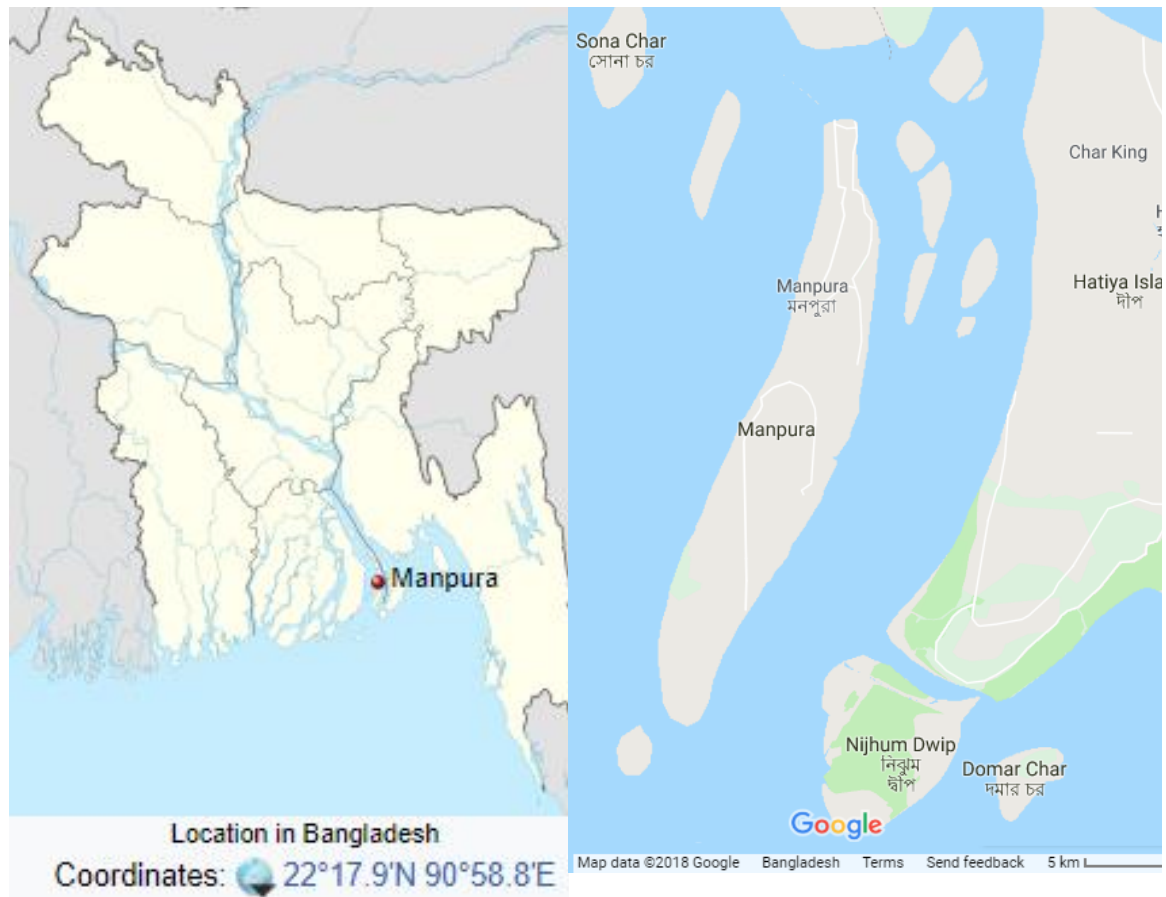 Manpura
Location in Bangladesh
Coordinates: 22°17.9'N 90°58.8'E
Sona Char
সোনা চর
Char King
Manpura
মনপুরা
Hatiya Isla
দ্বীপ
Manpura
Nijhum Dwip
নিঝুম
দ্বীপ
Domar Char
দমার চর
Google
Map data ©2018 Google Bangladesh Terms Send feedback 5 km